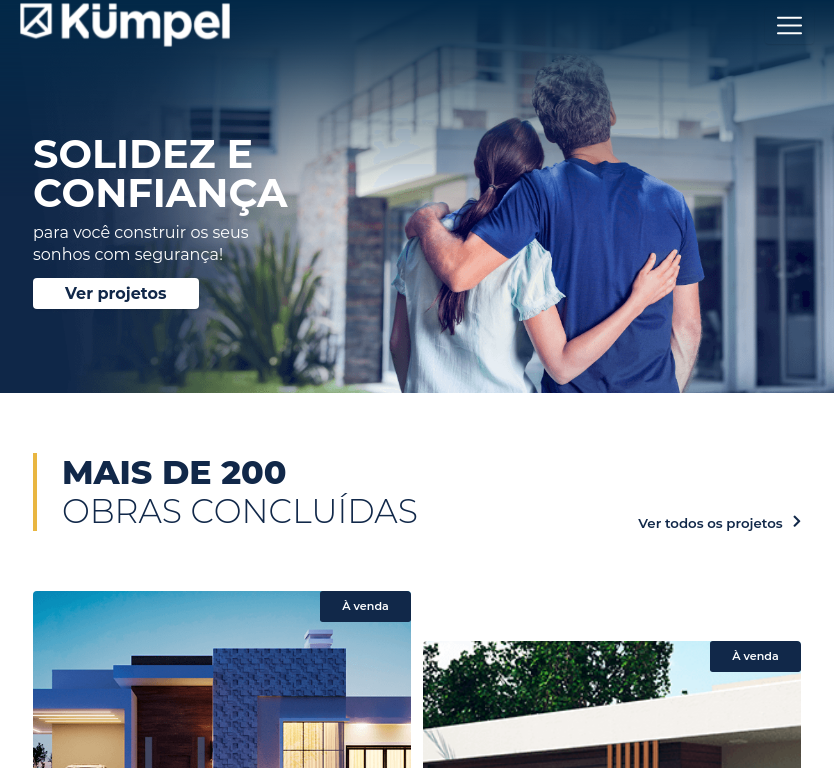 Kümpel
SOLIDEZ E
CONFIANÇA
para você construir os seus
sonhos com segurança!
Ver projetos
MAIS DE 200
OBRAS CONCLUÍDAS
Ver todos os projetos
À venda
À venda